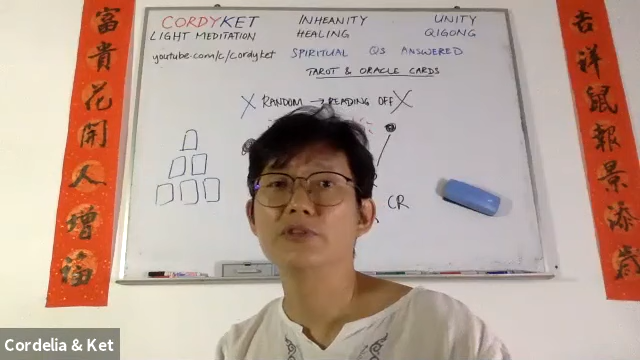 富貴花開人增福
CORDYKET INHEANITY UNITY
LIGHT MEDITATION HEALING QIGONG
youtube.com/c/cordyket SPIRITUAL Q/S ANSWERED
TAROT & ORACLE CARDS
X RANDOM → READING OFF X
CR
吉祥鼠報景添歲
Cordelia & Ket